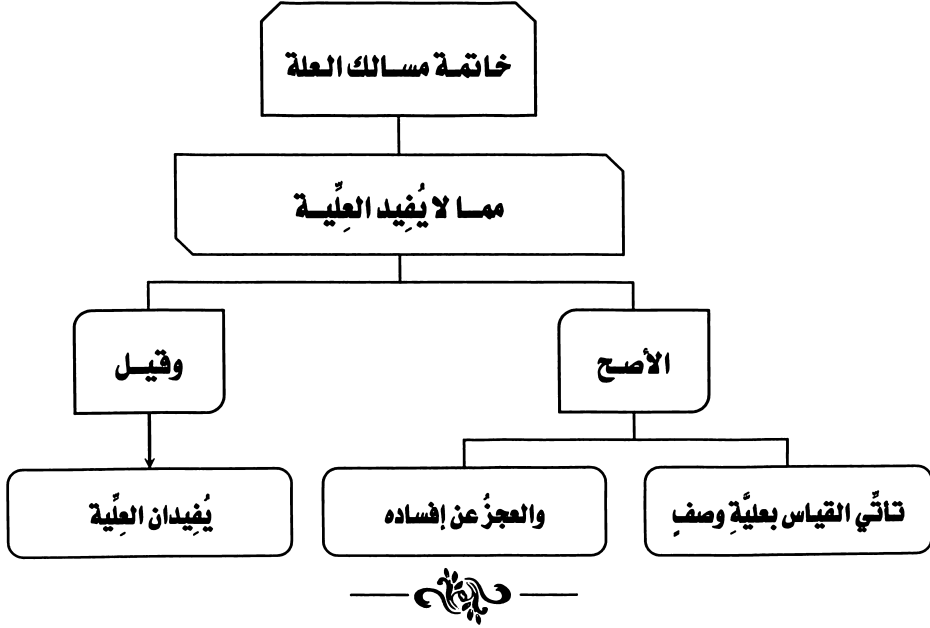 خاتمة مسالك العلة
مما لا يُفِيد العِلِّية
الأصح
وقيل
تأتِّي القياس بعليَّةِ وصفٍ
والعجزُ عن إفساده
يُفِيدان العِلِّية